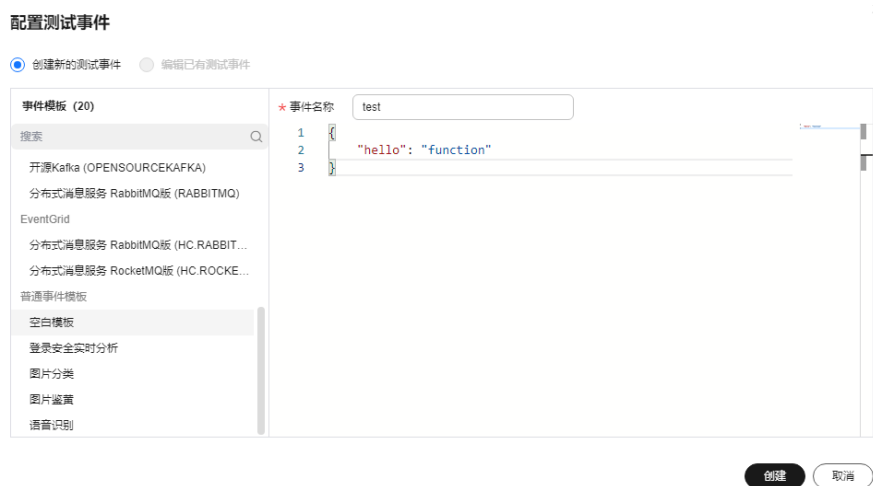 配置测试事件
创建新的测试事件 编辑已有测试事件
事件模板 (20)
搜索
开源Kafka (OPENSOURCEKAFKA)
分布式消息服务 RabbitMQ版 (RABBITMQ)
EventGrid
分布式消息服务 RabbitMQ版 (HC.RABBIT...
分布式消息服务 RocketMQ版 (HC.ROCKE...
普通事件模板
空白模板
登录安全实时分析
图片分类
图片鉴黄
语音识别
* 事件名称 test
1 {
2 "hello": "function"
3 }
创建 取消